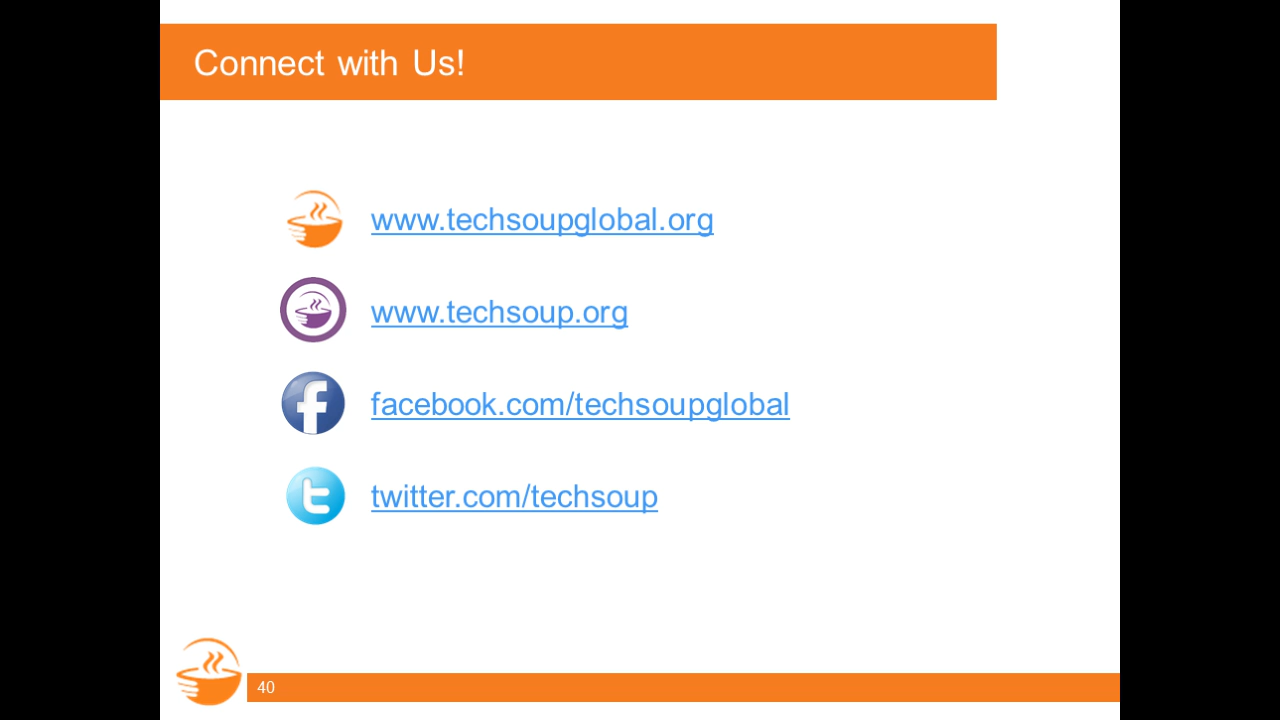 Connect with Us!
www.techsoupglobal.org
www.techsoup.org
facebook.com/techsoupglobal
twitter.com/techsoup
40